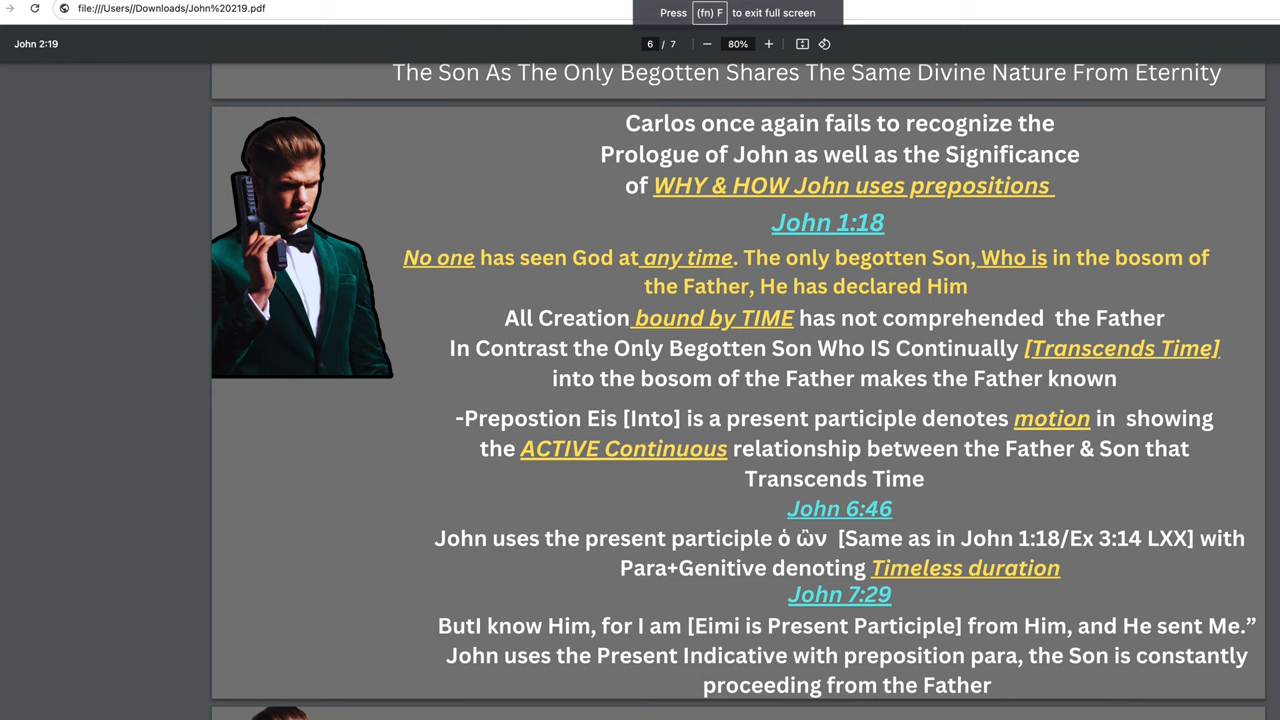 file:///Users//Downloads/John%20219.pdf
Press (fn) F to exit full screen
John 2:19
6 / 7
80%
The Son As The Only Begotten Shares The Same Divine Nature From Eternity
Carlos once again fails to recognize the
Prologue of John as well as the Significance
of WHY & HOW John uses prepositions
John 1:18
No one has seen God at any time. The only begotten Son, Who is in the bosom of
the Father, He has declared Him
All Creation bound by TIME has not comprehended the Father
In Contrast the Only Begotten Son Who IS Continually [Transcends Time]
into the bosom of the Father makes the Father known
-Prepostion Eis [Into] is a present participle denotes motion in showing
the ACTIVE Continuous relationship between the Father & Son that
Transcends Time
John 6:46
John uses the present participle ὁ ὢν [Same as in John 1:18/Ex 3:14 LXX] with
Para+Genitive denoting Timeless duration
John 7:29
ButI know Him, for I am [Eimi is Present Participle] from Him, and He sent Me.”
John uses the Present Indicative with preposition para, the Son is constantly
proceeding from the Father